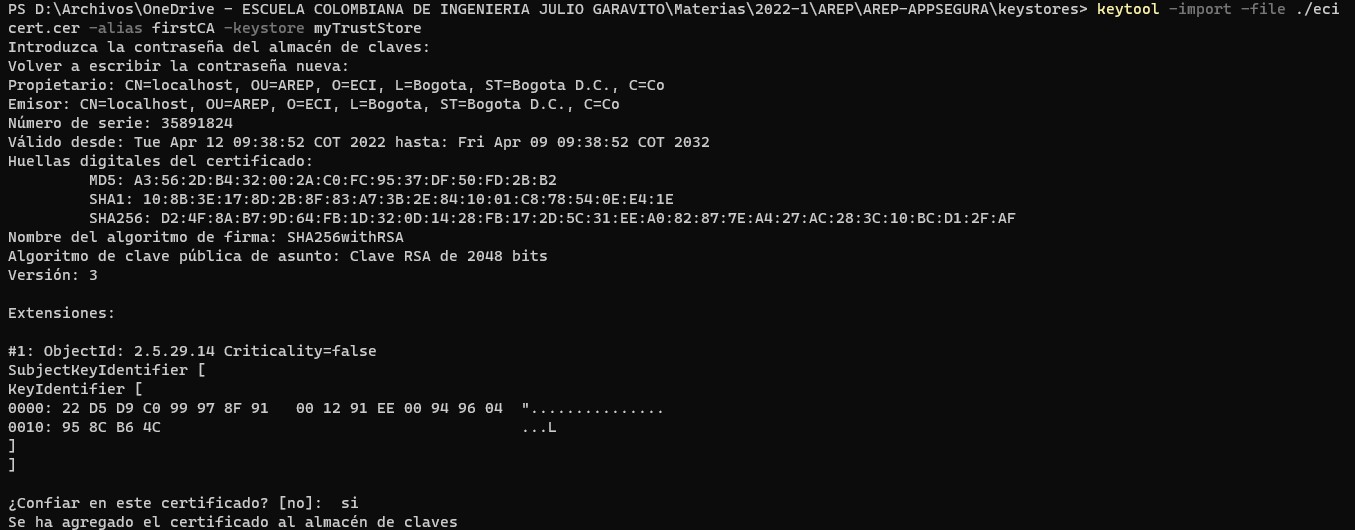 PS D:\Archivos\OneDrive - ESCUELA COLOMBIANA DE INGENIERIA JULIO GARAVITO\Materias\2022-1\AREP\AREP-APPSEGURA\keystores> keytool -import -file ./eci
cert.cer -alias firstCA -keystore myTrustStore
Introduzca la contraseña del almacén de claves:
Volver a escribir la contraseña nueva:
Propietario: CN=localhost, OU=AREP, O=ECI, L=Bogota, ST=Bogota D.C., C=Co
Emisor: CN=localhost, OU=AREP, O=ECI, L=Bogota, ST=Bogota D.C., C=Co
Número de serie: 35891824
Válido desde: Tue Apr 12 09:38:52 COT 2022 hasta: Fri Apr 09 09:38:52 COT 2032
Huellas digitales del certificado:
MD5: A3:56:2D:B4:32:00:2A:C0:FC:95:37:DF:50:FD:2B:B2
SHA1: 10:8B:3E:17:8D:2B:8F:83:A7:3B:2E:84:10:01:C8:78:54:0E:E4:1E
SHA256: D2:4F:8A:B7:9D:64:FB:1D:32:0D:14:28:FB:17:2D:5C:31:EE:A0:82:87:7E:A4:27:AC:28:3C:10:BC:D1:2F:AF
Nombre del algoritmo de firma: SHA256withRSA
Algoritmo de clave pública de asunto: Clave RSA de 2048 bits
Versión: 3
Extensiones:
#1: ObjectId: 2.5.29.14 Criticality=false
SubjectKeyIdentifier [
KeyIdentifier [
0000: 22 D5 D9 C0 99 97 8F 91   00 12 91 EE 00 94 96 04  "...............
0010: 95 8C B6 4C                                        ...L
]
]
¿Confiar en este certificado? [no]:  si
Se ha agregado el certificado al almacén de claves